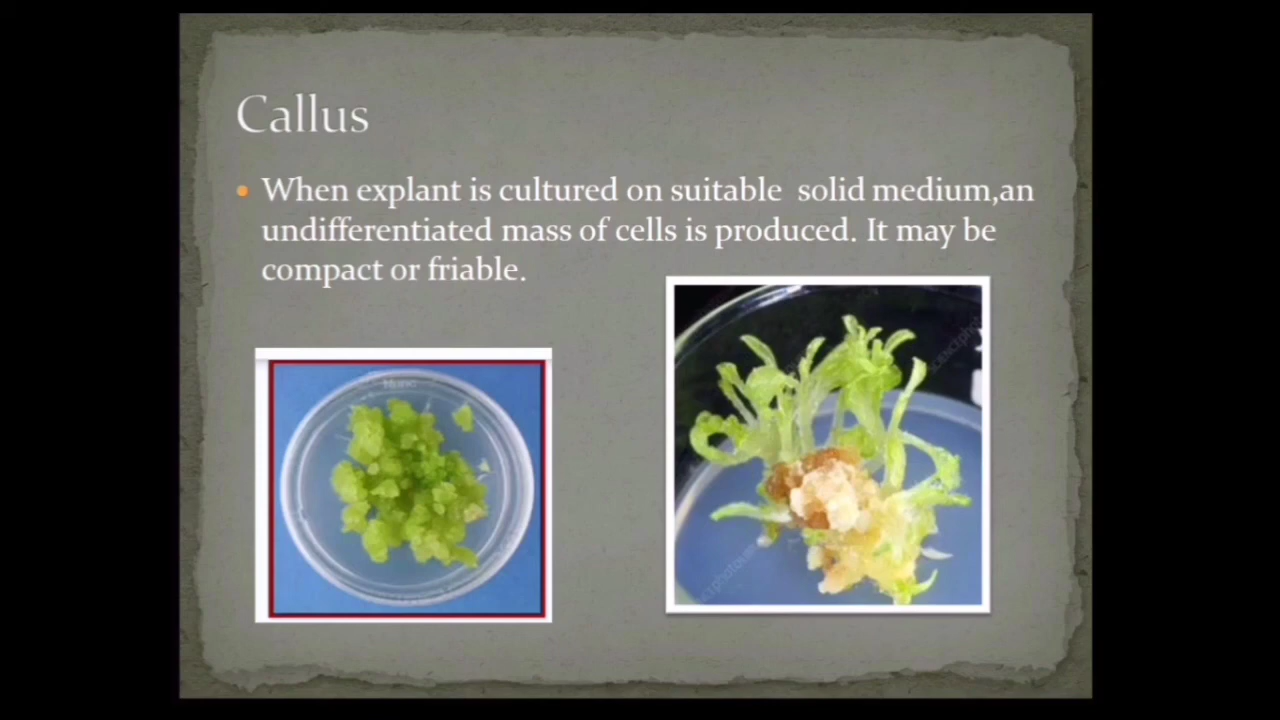 Callus
When explant is cultured on suitable  solid medium,an
undifferentiated mass of cells is produced. It may be
compact or friable.